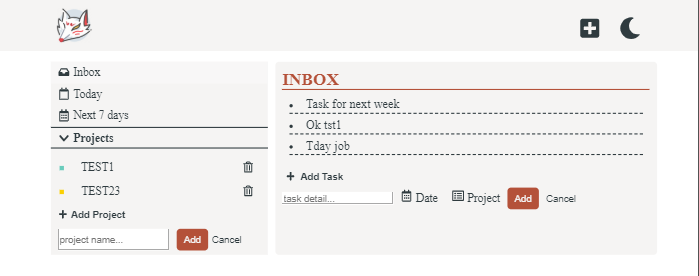 Inbox
Today
Next 7 days
Projects
TEST1
TEST23
Add Project
project name...
Add
Cancel
INBOX
Task for next week
Ok tst1
Tday job
Add Task
task detail...
Date
Project
Add
Cancel